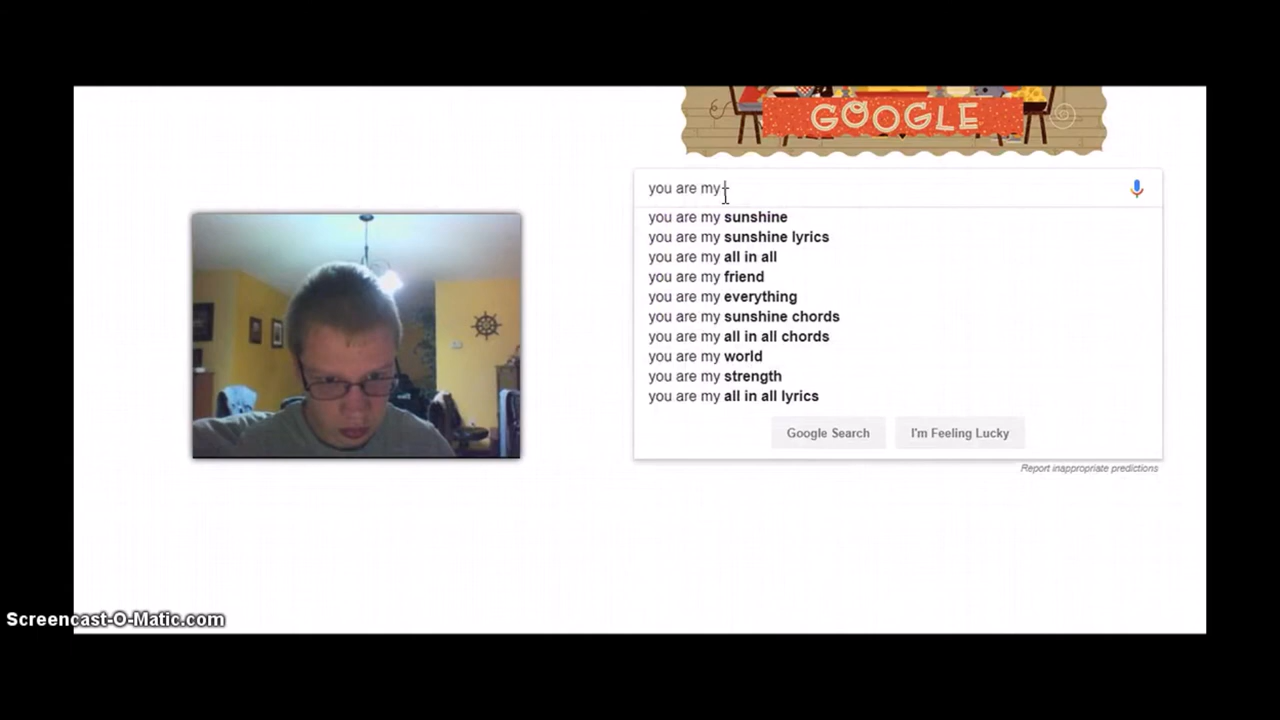 GOOGLE
you are my
you are my sunshine
you are my sunshine lyrics
you are my all in all
you are my friend
you are my everything
you are my sunshine chords
you are my all in all chords
you are my world
you are my strength
you are my all in all lyrics
Google Search
I'm Feeling Lucky
Report inappropriate predictions
Screencast-O-Matic.com